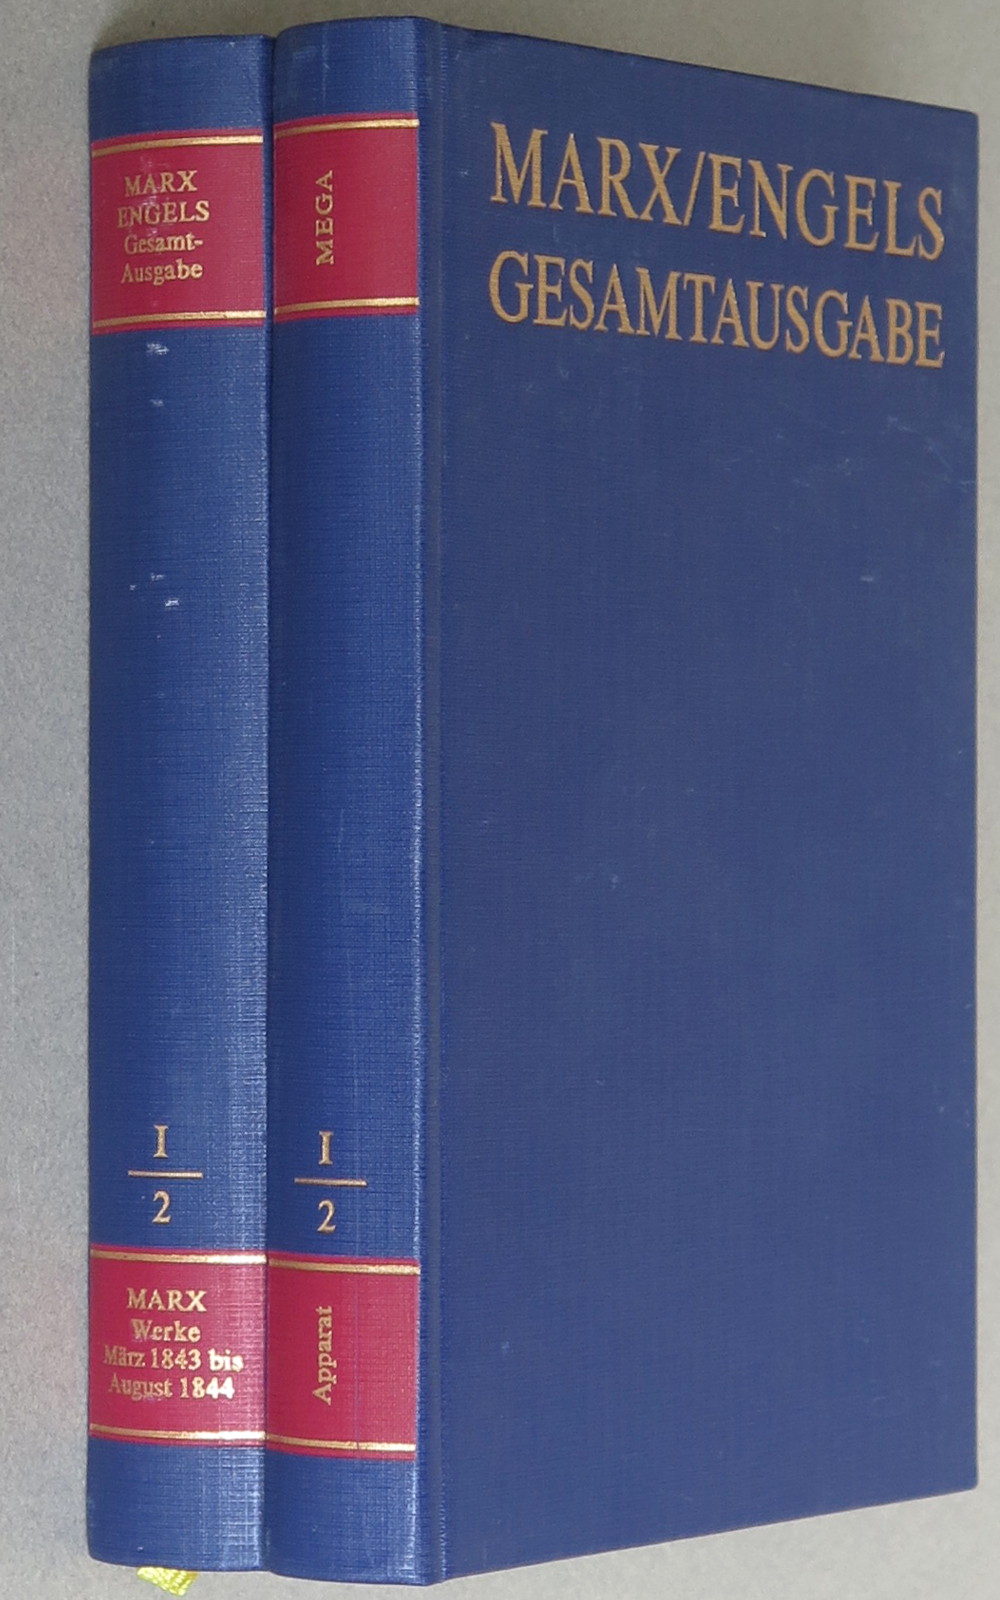 MARX
ENGELS
Gesamt-
Ausgabe
I
2
MARX
Werke
März 1843 bis
August 1844
MEGA
I
2
Apparat
MARX/ENGELS
GESAMTAUSGABE